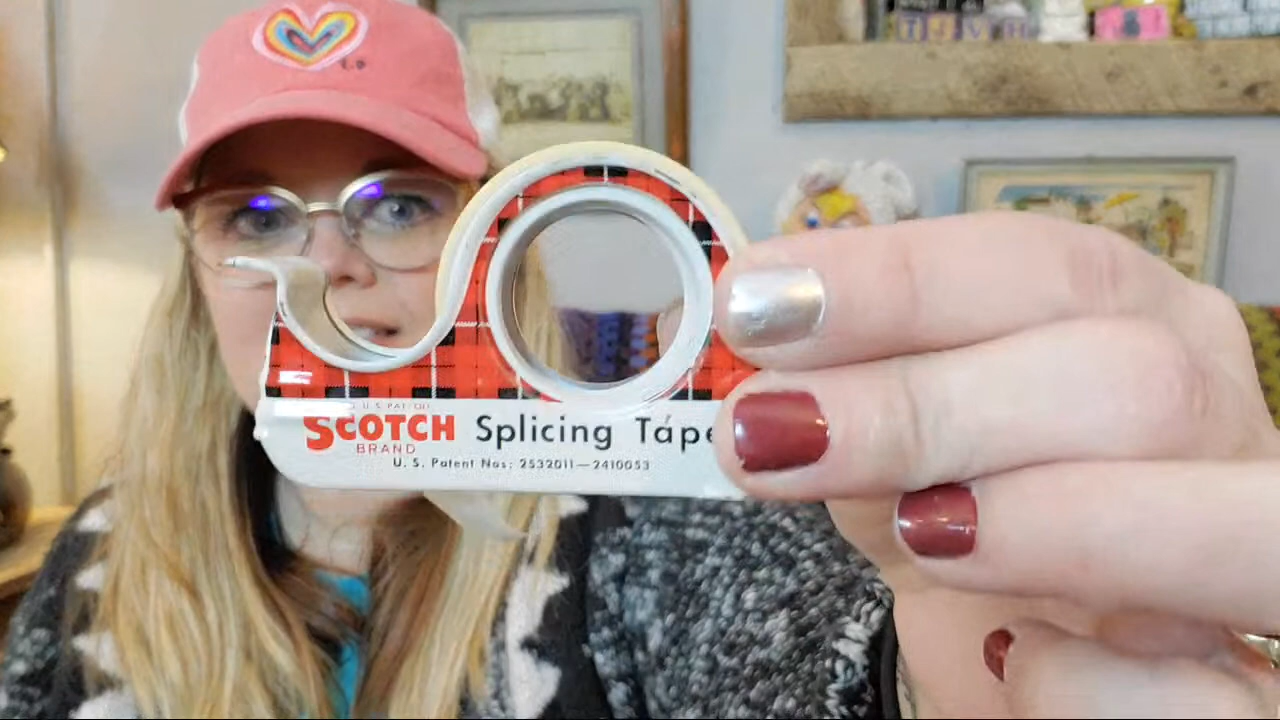 T J V H
SCOTCH Splicing Tape
BRAND
U. S. Patent Nos: 2532011—2410053